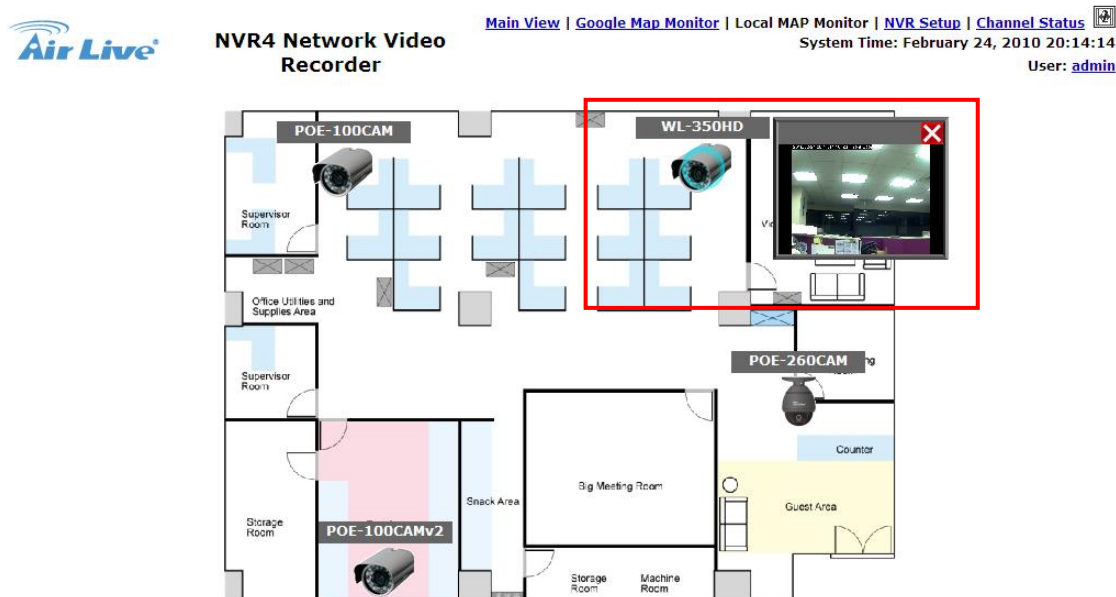 Air Live
NVR4 Network Video
Recorder
Main View | Google Map Monitor | Local MAP Monitor | NVR Setup | Channel Status
System Time: February 24, 2010 20:14:14
User: admin
POE-100CAM
WL-350HD
Supervisor
Room
Office Utilities and
Supplies Area
POE-260CAM
Supervisor
Room
Counter
Snack Area
Big Meeting Room
Guest Area
Storage
Room
POE-100CAMv2
Storage
Room
Machine
Room